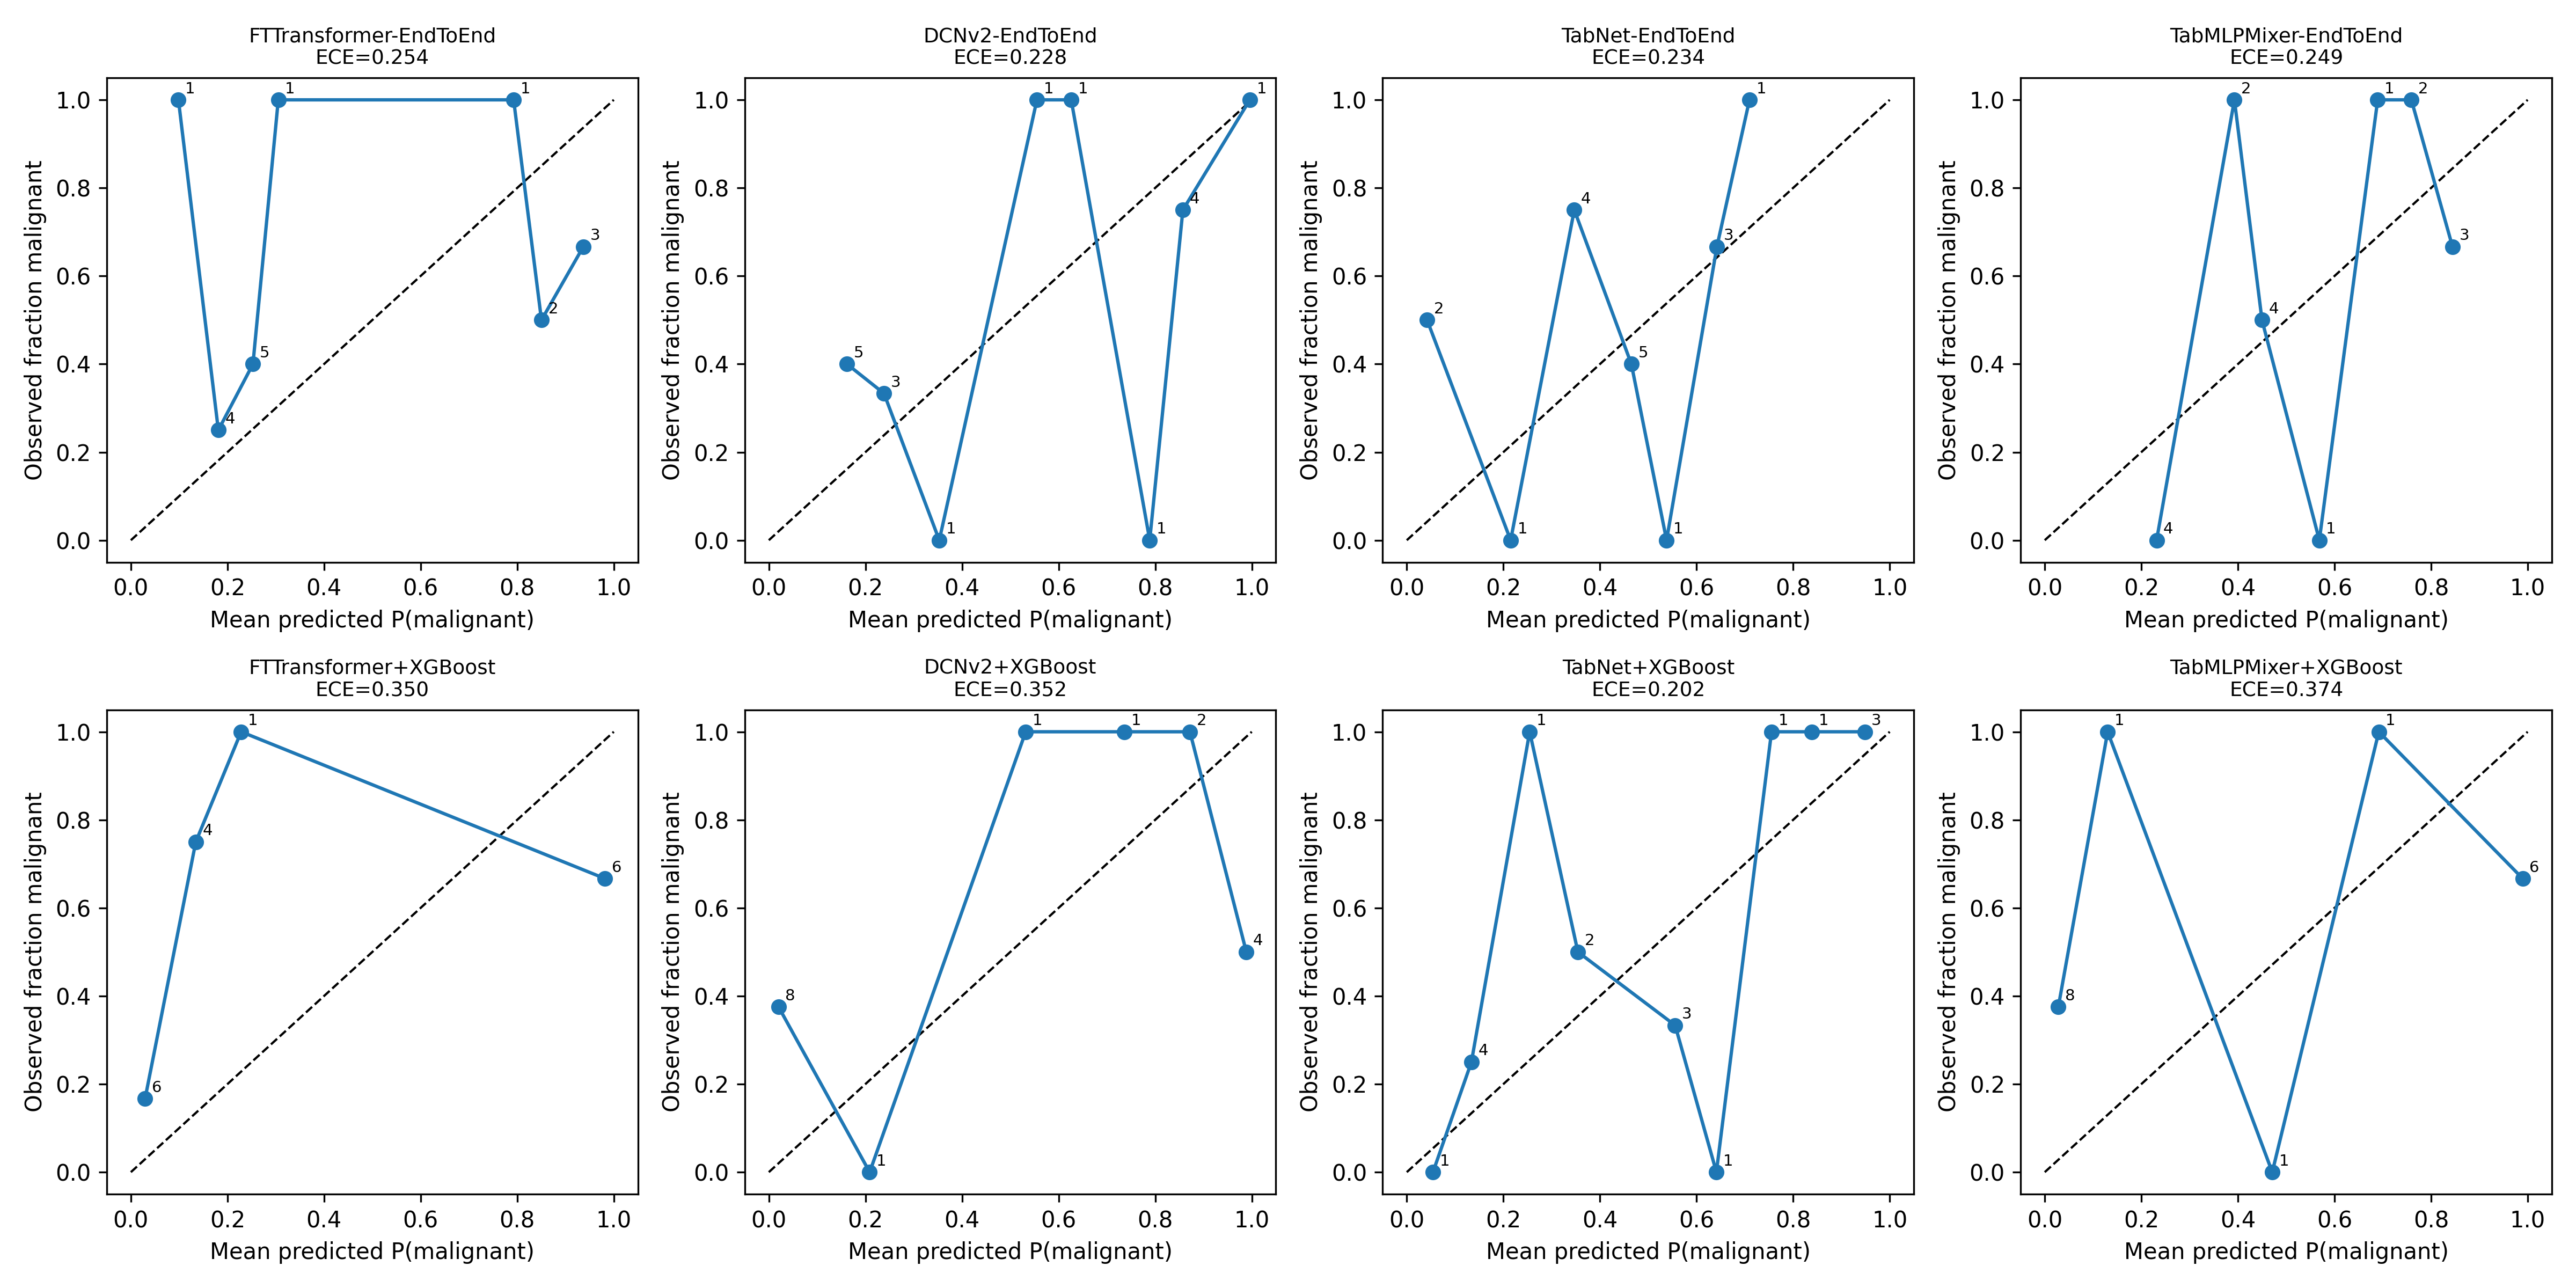 FTTransformer-EndToEnd
ECE=0.254
1
1
1
4
5
2
3
Observed fraction malignant
1.0
0.8
0.6
0.4
0.2
0.0
0.0 0.2 0.4 0.6 0.8 1.0
Mean predicted P(malignant)
DCNv2-EndToEnd
ECE=0.228
5
3
1
1
1
1
4
1
Observed fraction malignant
1.0
0.8
0.6
0.4
0.2
0.0
0.0 0.2 0.4 0.6 0.8 1.0
Mean predicted P(malignant)
TabNet-EndToEnd
ECE=0.234
2
1
4
5
1
3
1
Observed fraction malignant
1.0
0.8
0.6
0.4
0.2
0.0
0.0 0.2 0.4 0.6 0.8 1.0
Mean predicted P(malignant)
TabMLPMixer-EndToEnd
ECE=0.249
4
2
4
1
1
2
3
Observed fraction malignant
1.0
0.8
0.6
0.4
0.2
0.0
0.0 0.2 0.4 0.6 0.8 1.0
Mean predicted P(malignant)
FTTransformer+XGBoost
ECE=0.350
6
4
1
6
Observed fraction malignant
1.0
0.8
0.6
0.4
0.2
0.0
0.0 0.2 0.4 0.6 0.8 1.0
Mean predicted P(malignant)
DCNv2+XGBoost
ECE=0.352
8
1
1
1
2
4
Observed fraction malignant
1.0
0.8
0.6
0.4
0.2
0.0
0.0 0.2 0.4 0.6 0.8 1.0
Mean predicted P(malignant)
TabNet+XGBoost
ECE=0.202
1
4
1
2
3
1
1
1
3
Observed fraction malignant
1.0
0.8
0.6
0.4
0.2
0.0
0.0 0.2 0.4 0.6 0.8 1.0
Mean predicted P(malignant)
TabMLPMixer+XGBoost
ECE=0.374
8
1
1
1
6
Observed fraction malignant
1.0
0.8
0.6
0.4
0.2
0.0
0.0 0.2 0.4 0.6 0.8 1.0
Mean predicted P(malignant)